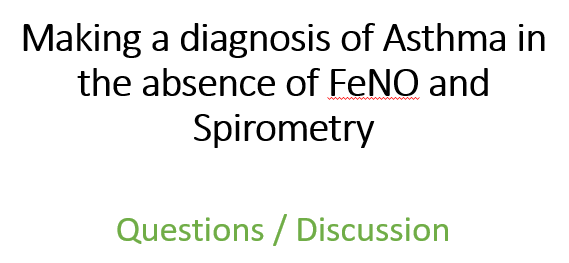 Making a diagnosis of Asthma in
the absence of FeNO and
Spirometry
Questions / Discussion